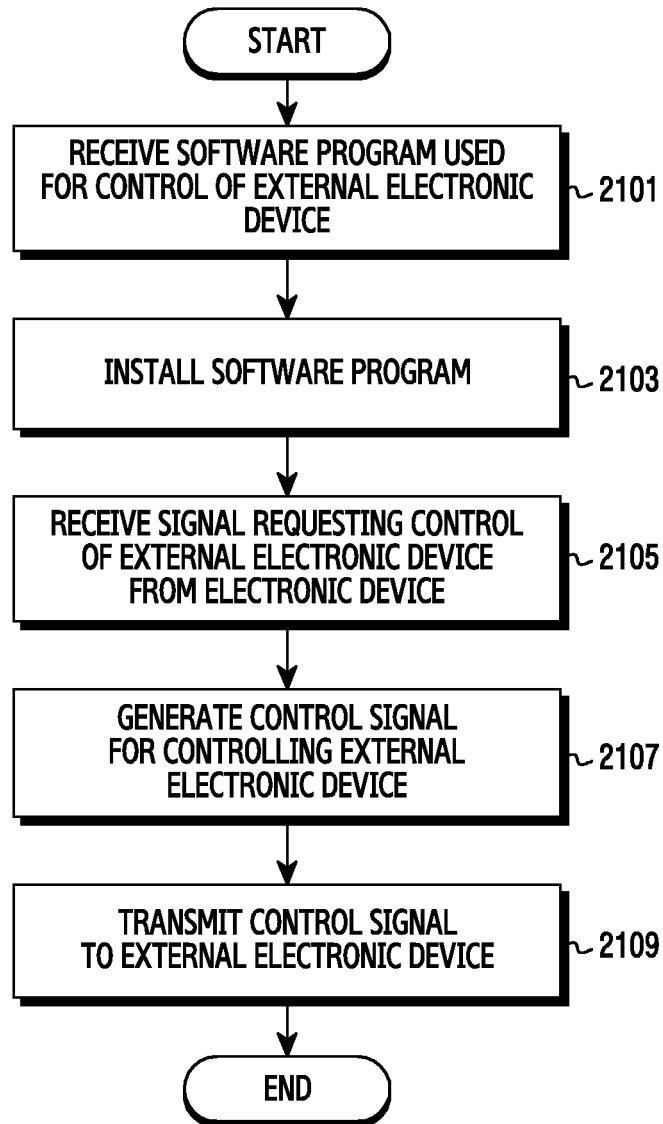 START
RECEIVE SOFTWARE PROGRAM USED
FOR CONTROL OF EXTERNAL ELECTRONIC
DEVICE
2101
INSTALL SOFTWARE PROGRAM
2103
RECEIVE SIGNAL REQUESTING CONTROL
OF EXTERNAL ELECTRONIC DEVICE
FROM ELECTRONIC DEVICE
2105
GENERATE CONTROL SIGNAL
FOR CONTROLLING EXTERNAL
ELECTRONIC DEVICE
2107
TRANSMIT CONTROL SIGNAL
TO EXTERNAL ELECTRONIC DEVICE
2109
END